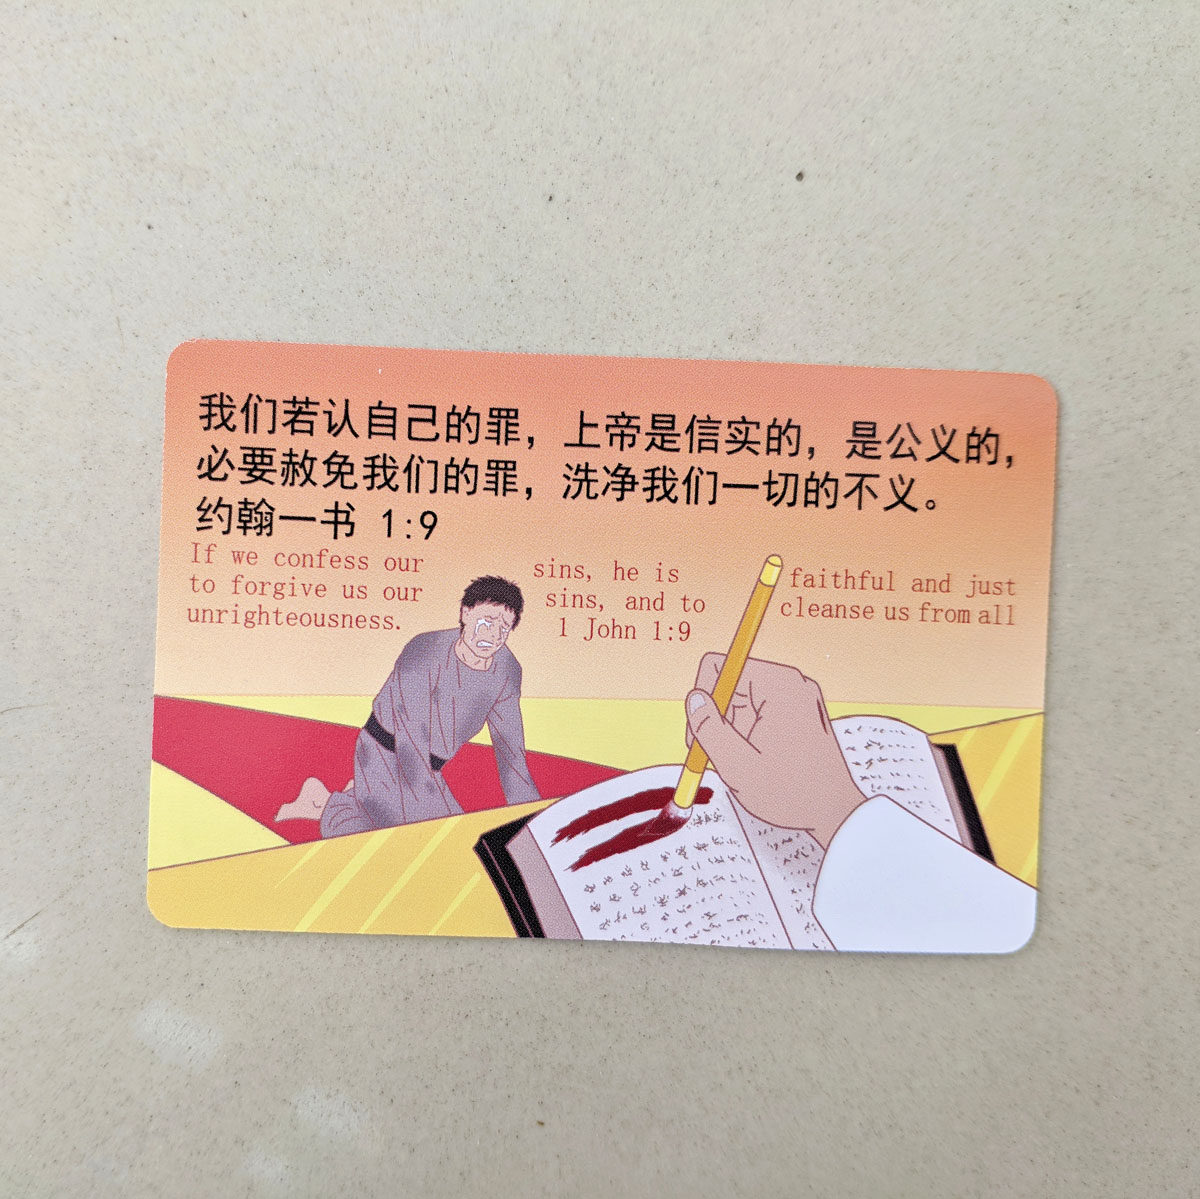 我们若认自己的罪，上帝是信实的，是公义的，
必要赦免我们的罪，洗净我们一切的不义。
约翰一书 1:9
If we confess our sins, he is faithful and just
to forgive us our sins, and to cleanse us from all
unrighteousness. 1 John 1:9